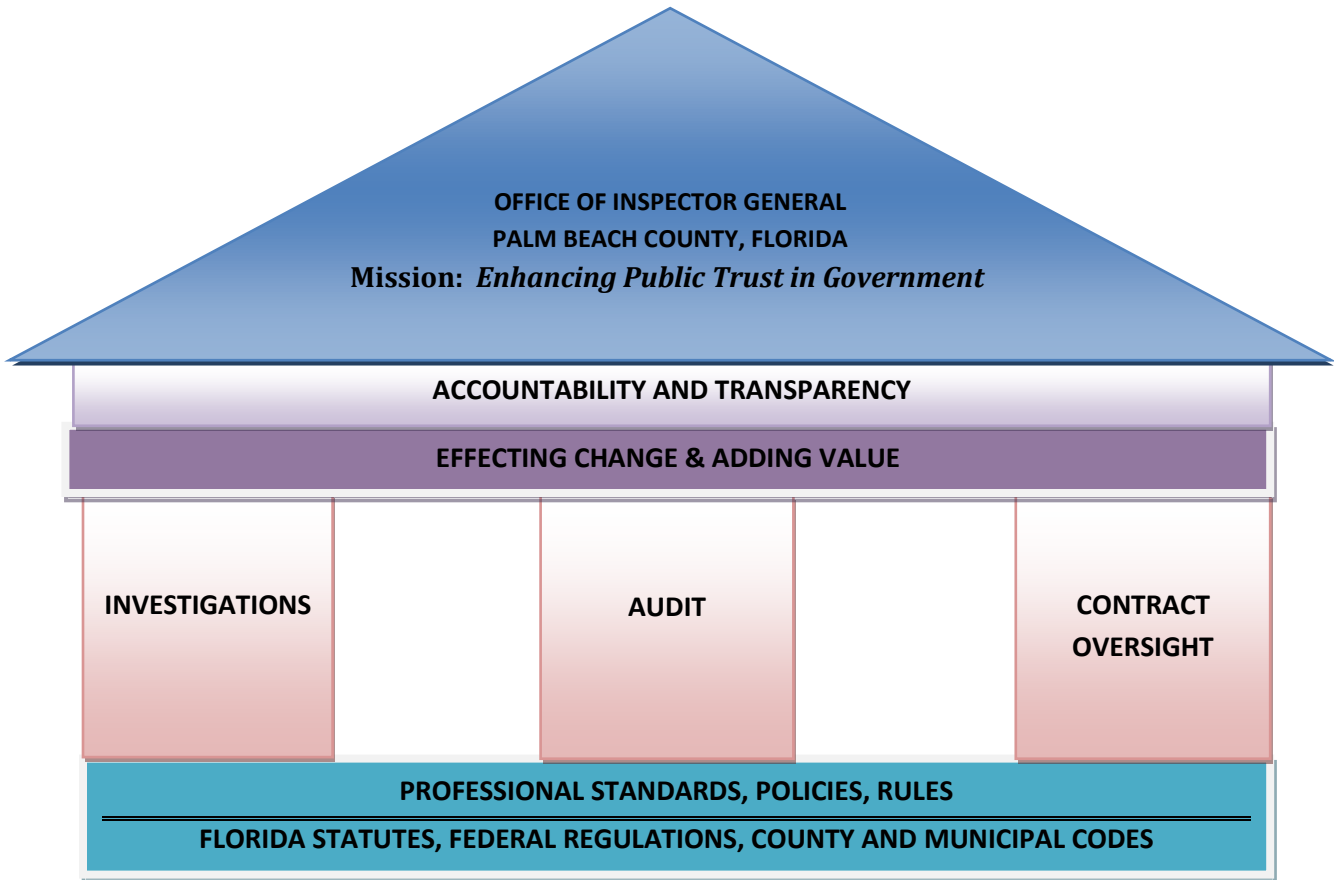 OFFICE OF INSPECTOR GENERAL
PALM BEACH COUNTY, FLORIDA
Mission: Enhancing Public Trust in Government
ACCOUNTABILITY AND TRANSPARENCY
EFFECTING CHANGE & ADDING VALUE
INVESTIGATIONS
AUDIT
CONTRACT
OVERSIGHT
PROFESSIONAL STANDARDS, POLICIES, RULES
FLORIDA STATUTES, FEDERAL REGULATIONS, COUNTY AND MUNICIPAL CODES